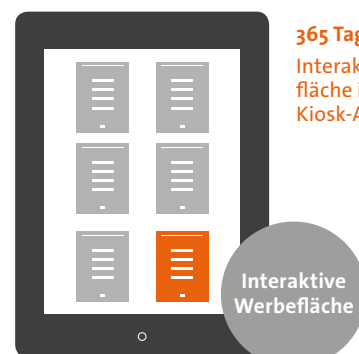 365 Tag
Interak
fläche i
Kiosk-A
Interaktive
Werbefläche